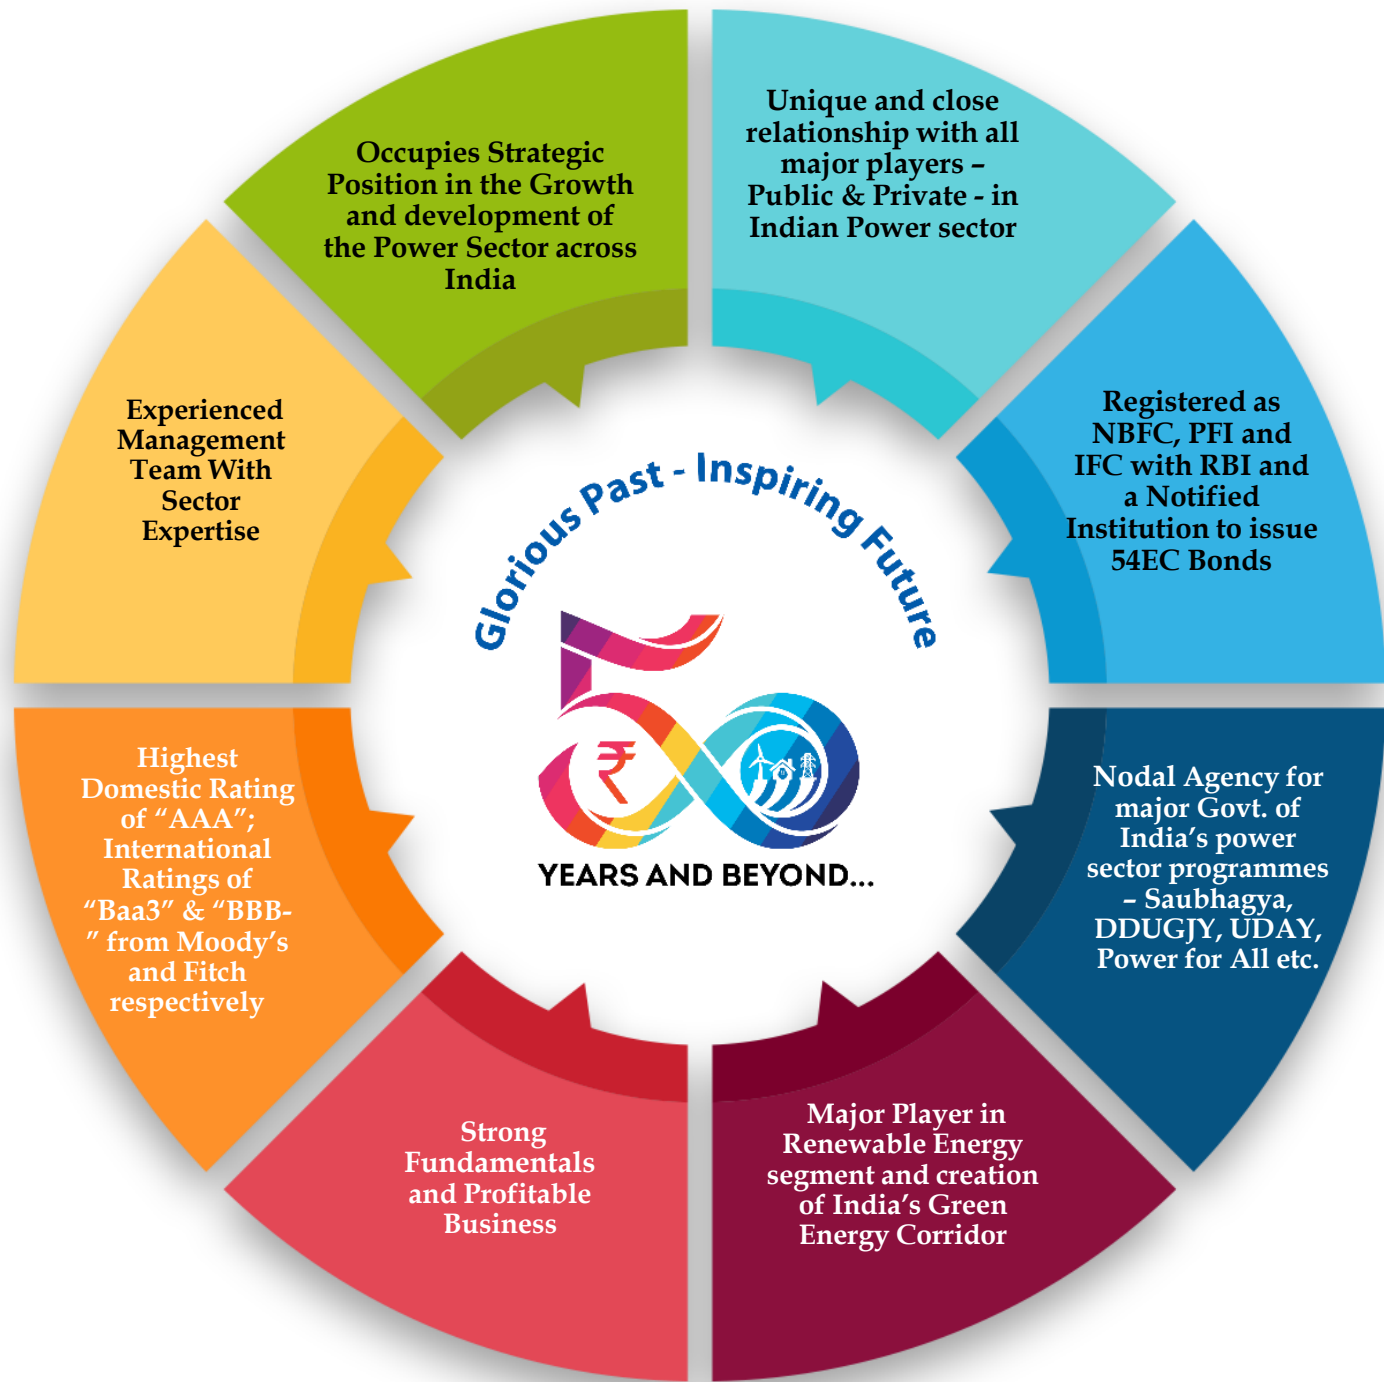 Unique and close
relationship with all
major players –
Public & Private - in
Indian Power sector
Registered as
NBFC, PFI and
IFC with RBI and
a Notified
Institution to issue
54EC Bonds
Nodal Agency for
major Govt. of
India’s power
sector programmes
– Saubhagya,
DDUGJY, UDAY,
Power for All etc.
Major Player in
Renewable Energy
segment and creation
of India’s Green
Energy Corridor
Strong
Fundamentals
and Profitable
Business
Highest
Domestic Rating
of “AAA”;
International
Ratings of
“Baa3” & “BBB-
” from Moody’s
and Fitch
respectively
Experienced
Management
Team With
Sector
Expertise
Occupies Strategic
Position in the Growth
and development of
the Power Sector across
India
Glorious Past - Inspiring Future
50
₹
YEARS AND BEYOND...